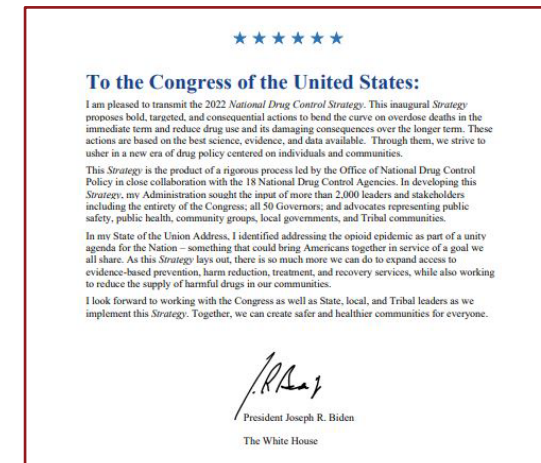 To the Congress of the United States:
I am pleased to transmit the 2022 National Drug Control Strategy. This inaugural Strategy
proposes bold, targeted, and consequential actions to bend the curve on overdose deaths in the
immediate term and reduce drug use and its damaging consequences over the longer term. These
actions are based on the best science, evidence, and data available. Through them, we strive to
usher in a new era of drug policy centered on individuals and communities.
This Strategy is the product of a rigorous process led by the Office of National Drug Control
Policy in close collaboration with the 18 National Drug Control Agencies. In developing this
Strategy, my Administration sought the input of more than 2,000 leaders and stakeholders
including the entirety of the Congress; all 50 Governors; and advocates representing public
safety, public health, community groups, local governments, and Tribal communities.
In my State of the Union Address, I identified addressing the opioid epidemic as part of a unity
agenda for the Nation – something that could bring Americans together in service of a goal we
all share. As this Strategy lays out, there is so much more we can do to expand access to
evidence-based prevention, harm reduction, treatment, and recovery services, while also working
to reduce the supply of harmful drugs in our communities.
I look forward to working with the Congress as well as State, local, and Tribal leaders as we
implement this Strategy. Together, we can create safer and healthier communities for everyone.
President Joseph R. Biden
The White House